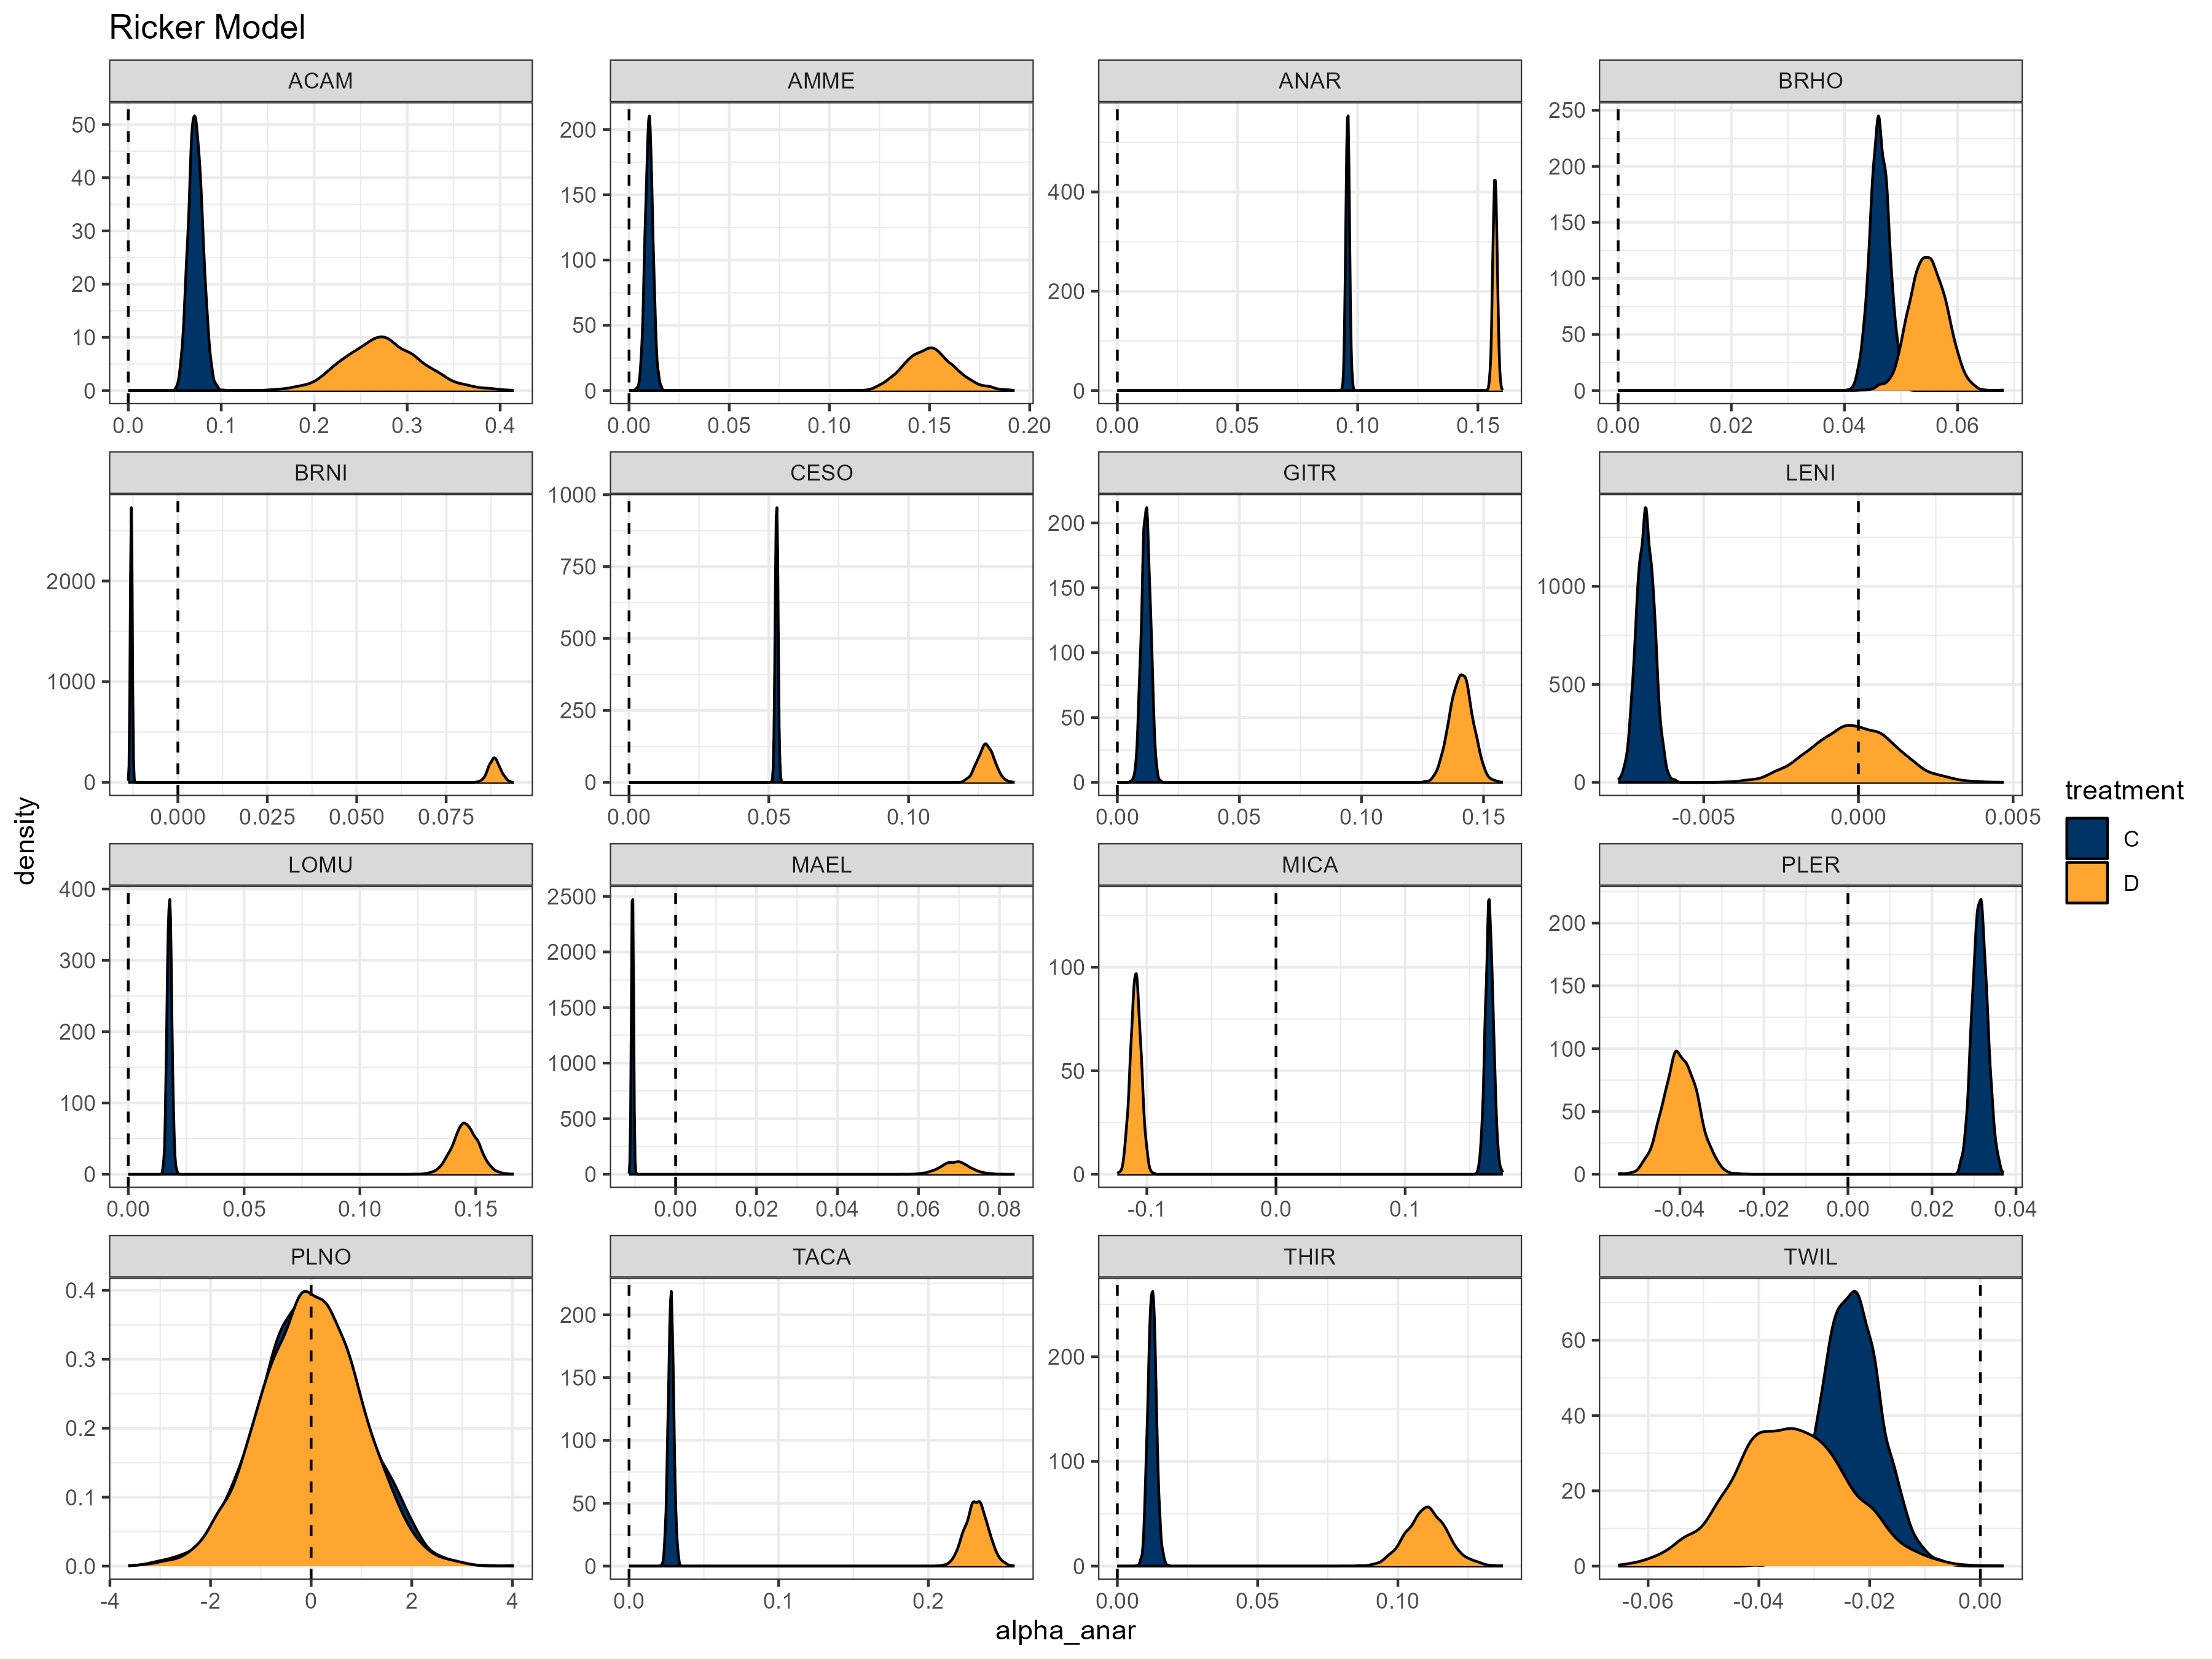 Ricker Model
ACAM AMME ANAR BRHO
50 40 30 20 10 0
0.0 0.1 0.2 0.3 0.4
200 150 100 50 0
0.00 0.05 0.10 0.15 0.20
400 200 0
0.00 0.05 0.10 0.15
250 200 150 100 50 0
0.00 0.02 0.04 0.06
BRNI CESO GITR LENI
2000 1000 0
0.000 0.025 0.050 0.075
1000 750 500 250 0
0.00 0.05 0.10
200 150 100 50 0
0.00 0.05 0.10 0.15
1000 500 0
-0.005 0.000 0.005
LOMU MAEL MICA PLER
400 300 200 100 0
0.00 0.05 0.10 0.15
2500 2000 1500 1000 500 0
0.00 0.02 0.04 0.06 0.08
100 50 0
-0.1 0.0 0.1
200 150 100 50 0
-0.04 -0.02 0.00 0.02 0.04
PLNO TACA THIR TWIL
0.4 0.3 0.2 0.1 0.0
-4 -2 0 2 4
200 150 100 50 0
0.0 0.1 0.2
200 100 0
0.00 0.05 0.10
60 40 20 0
-0.06 -0.04 -0.02 0.00
density
alpha_anar
treatment
C
D